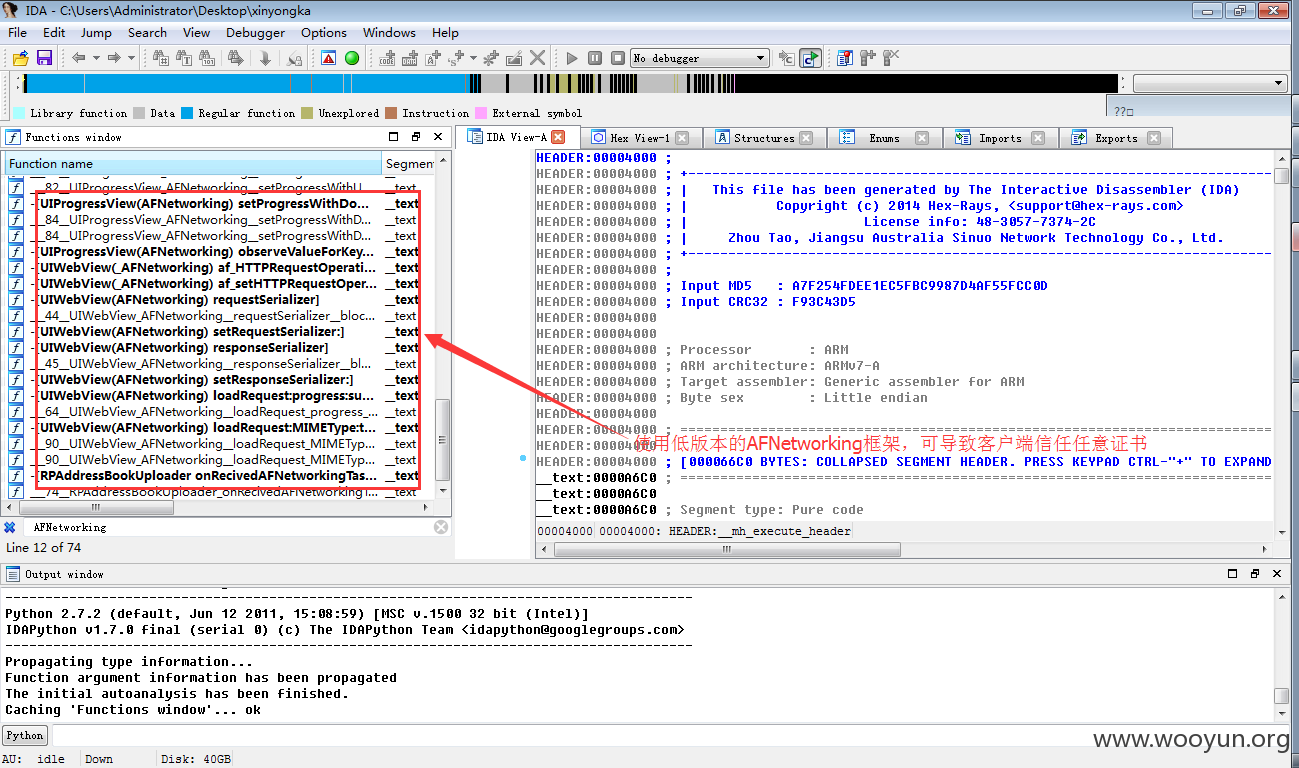 IDA - C:\Users\Administrator\Desktop\xinyongka
File Edit Jump Search View Debugger Options Windows Help
No debugger
Library function Data Regular function Unexplored Instruction External symbol
??□
Functions window
Function name Segment
__82__UIProgressView_AFNetworking__setProgressWithU... __text
-[UIProgressView(AFNetworking) setProgressWithDo... __text
__84__UIProgressView_AFNetworking__setProgressWithD... __text
__84__UIProgressView_AFNetworking__setProgressWithD... __text
-[UIProgressView(AFNetworking) observeValueForKey... __text
-[UIWebView(_AFNetworking) af_HTTPRequestOperati... __text
-[UIWebView(_AFNetworking) af_setHTTPRequestOper... __text
-[UIWebView(AFNetworking) requestSerializer] __text
__44__UIWebView_AFNetworking__requestSerializer__bloc... __text
-[UIWebView(AFNetworking) setRequestSerializer:] __text
-[UIWebView(AFNetworking) responseSerializer] __text
__45__UIWebView_AFNetworking__responseSerializer__bl... __text
-[UIWebView(AFNetworking) setResponseSerializer:] __text
-[UIWebView(AFNetworking) loadRequest:progress:su... __text
__64__UIWebView_AFNetworking__loadRequest_progress_... __text
-[UIWebView(AFNetworking) loadRequest:MIMEType:t... __text
__90__UIWebView_AFNetworking__loadRequest_MIMETyp... __text
__90__UIWebView_AFNetworking__loadRequest_MIMETyp... __text
-[RPAddressBookUploader onRecivedAFNetworkingTas... __text
__74__RPAddressBookUploader_onRecivedAFNetworkingT... __text
AFNetworking
Line 12 of 74
IDA View-A Hex View-1 Structures Enums Imports Exports
HEADER:00004000 ;
HEADER:00004000 ; +-------------------------------------------------------------------------
HEADER:00004000 ; | This file has been generated by The Interactive Disassembler (IDA)
HEADER:00004000 ; | Copyright (c) 2014 Hex-Rays, <support@hex-rays.com>
HEADER:00004000 ; | License info: 48-3057-7374-2C
HEADER:00004000 ; | Zhou Tao, Jiangsu Australia Sinuo Network Technology Co., Ltd.
HEADER:00004000 ; +-------------------------------------------------------------------------
HEADER:00004000 ;
HEADER:00004000 ; Input MD5 : A7F254FDEE1EC5FBC9987D4AF55FCC0D
HEADER:00004000 ; Input CRC32 : F93C43D5
HEADER:00004000
HEADER:00004000
HEADER:00004000 ; Processor : ARM
HEADER:00004000 ; ARM architecture: ARMv7-A
HEADER:00004000 ; Target assembler: Generic assembler for ARM
HEADER:00004000 ; Byte sex : Little endian
HEADER:00004000
HEADER:00004000 ; ==========================================================================
HEADER:00004000
使用低版本的AFNetworking框架，可导致客户端信任任意证书
HEADER:00004000 ; [000066C0 BYTES: COLLAPSED SEGMENT HEADER. PRESS KEYPAD CTRL-"+" TO EXPAND
__text:0000A6C0 ; ==========================================================================
__text:0000A6C0
__text:0000A6C0 ; Segment type: Pure code
00004000 00004000: HEADER:__mh_execute_header
Output window
---------------------------------------------------------------------------------------
Python 2.7.2 (default, Jun 12 2011, 15:08:59) [MSC v.1500 32 bit (Intel)]
IDAPython v1.7.0 final (serial 0) (c) The IDAPython Team <idapython@googlegroups.com>
---------------------------------------------------------------------------------------
Propagating type information...
Function argument information has been propagated
The initial autoanalysis has been finished.
Caching 'Functions window'... ok
Python
AU: idle Down Disk: 40GB
www.wooyun.org